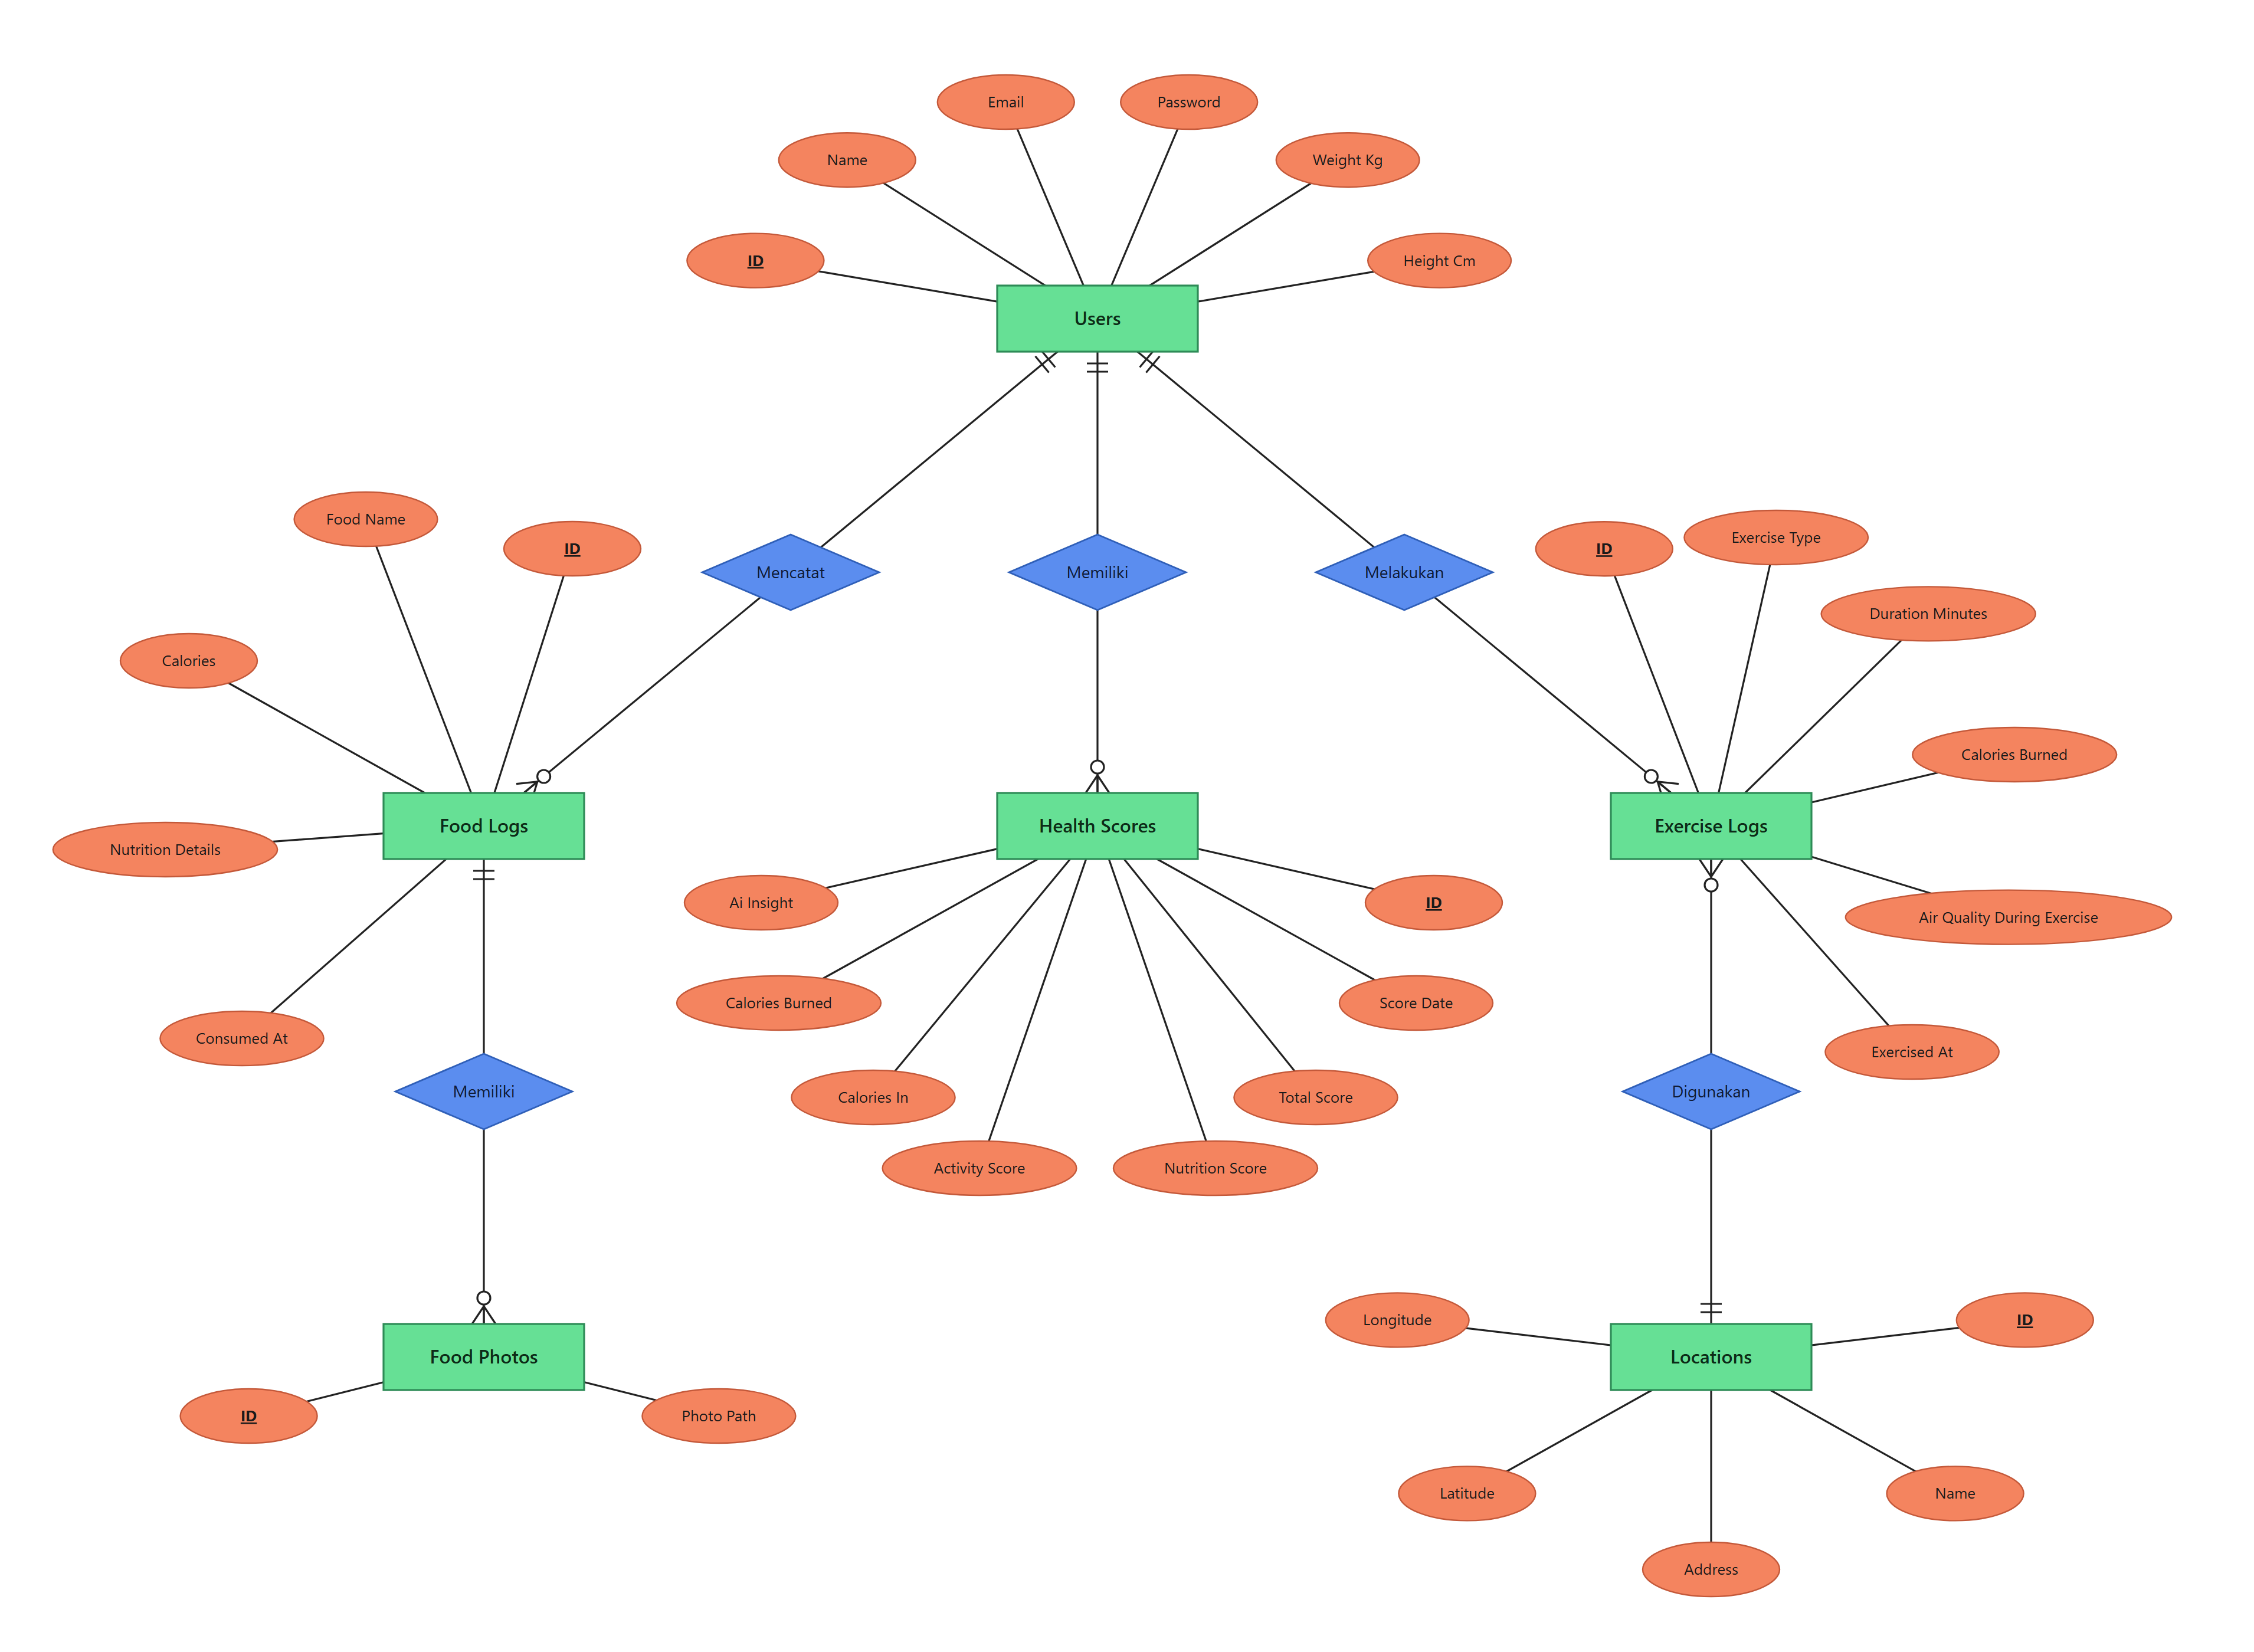 Email
Password
Name
Weight Kg
ID
Height Cm
Users
Food Name
ID
Mencatat
Memiliki
Melakukan
ID
Exercise Type
Duration Minutes
Calories
Calories Burned
Food Logs
Health Scores
Exercise Logs
Nutrition Details
Ai Insight
ID
Air Quality During Exercise
Calories Burned
Score Date
Consumed At
Exercised At
Memiliki
Calories In
Total Score
Digunakan
Activity Score
Nutrition Score
Longitude
ID
Food Photos
Locations
ID
Photo Path
Latitude
Name
Address